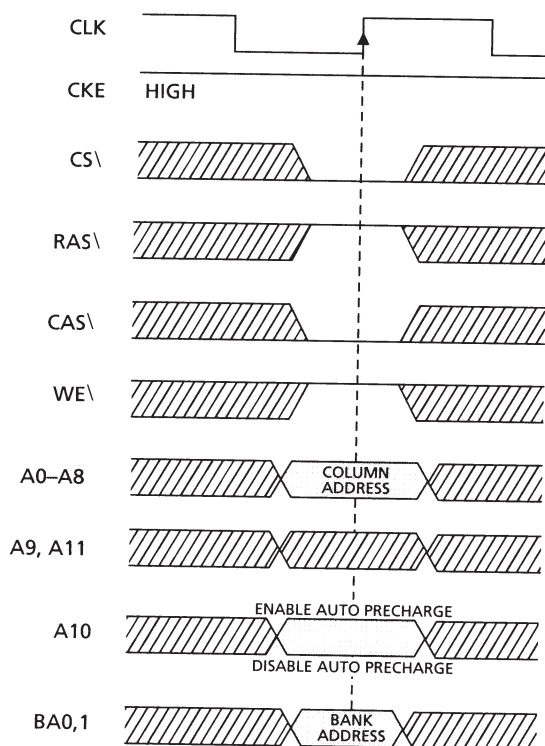 CLK
CKE HIGH
CS\
RAS\
CAS\
WE\
A0–A8 COLUMN
ADDRESS
A9, A11
ENABLE AUTO PRECHARGE
A10
DISABLE AUTO PRECHARGE
BA0,1 BANK
ADDRESS